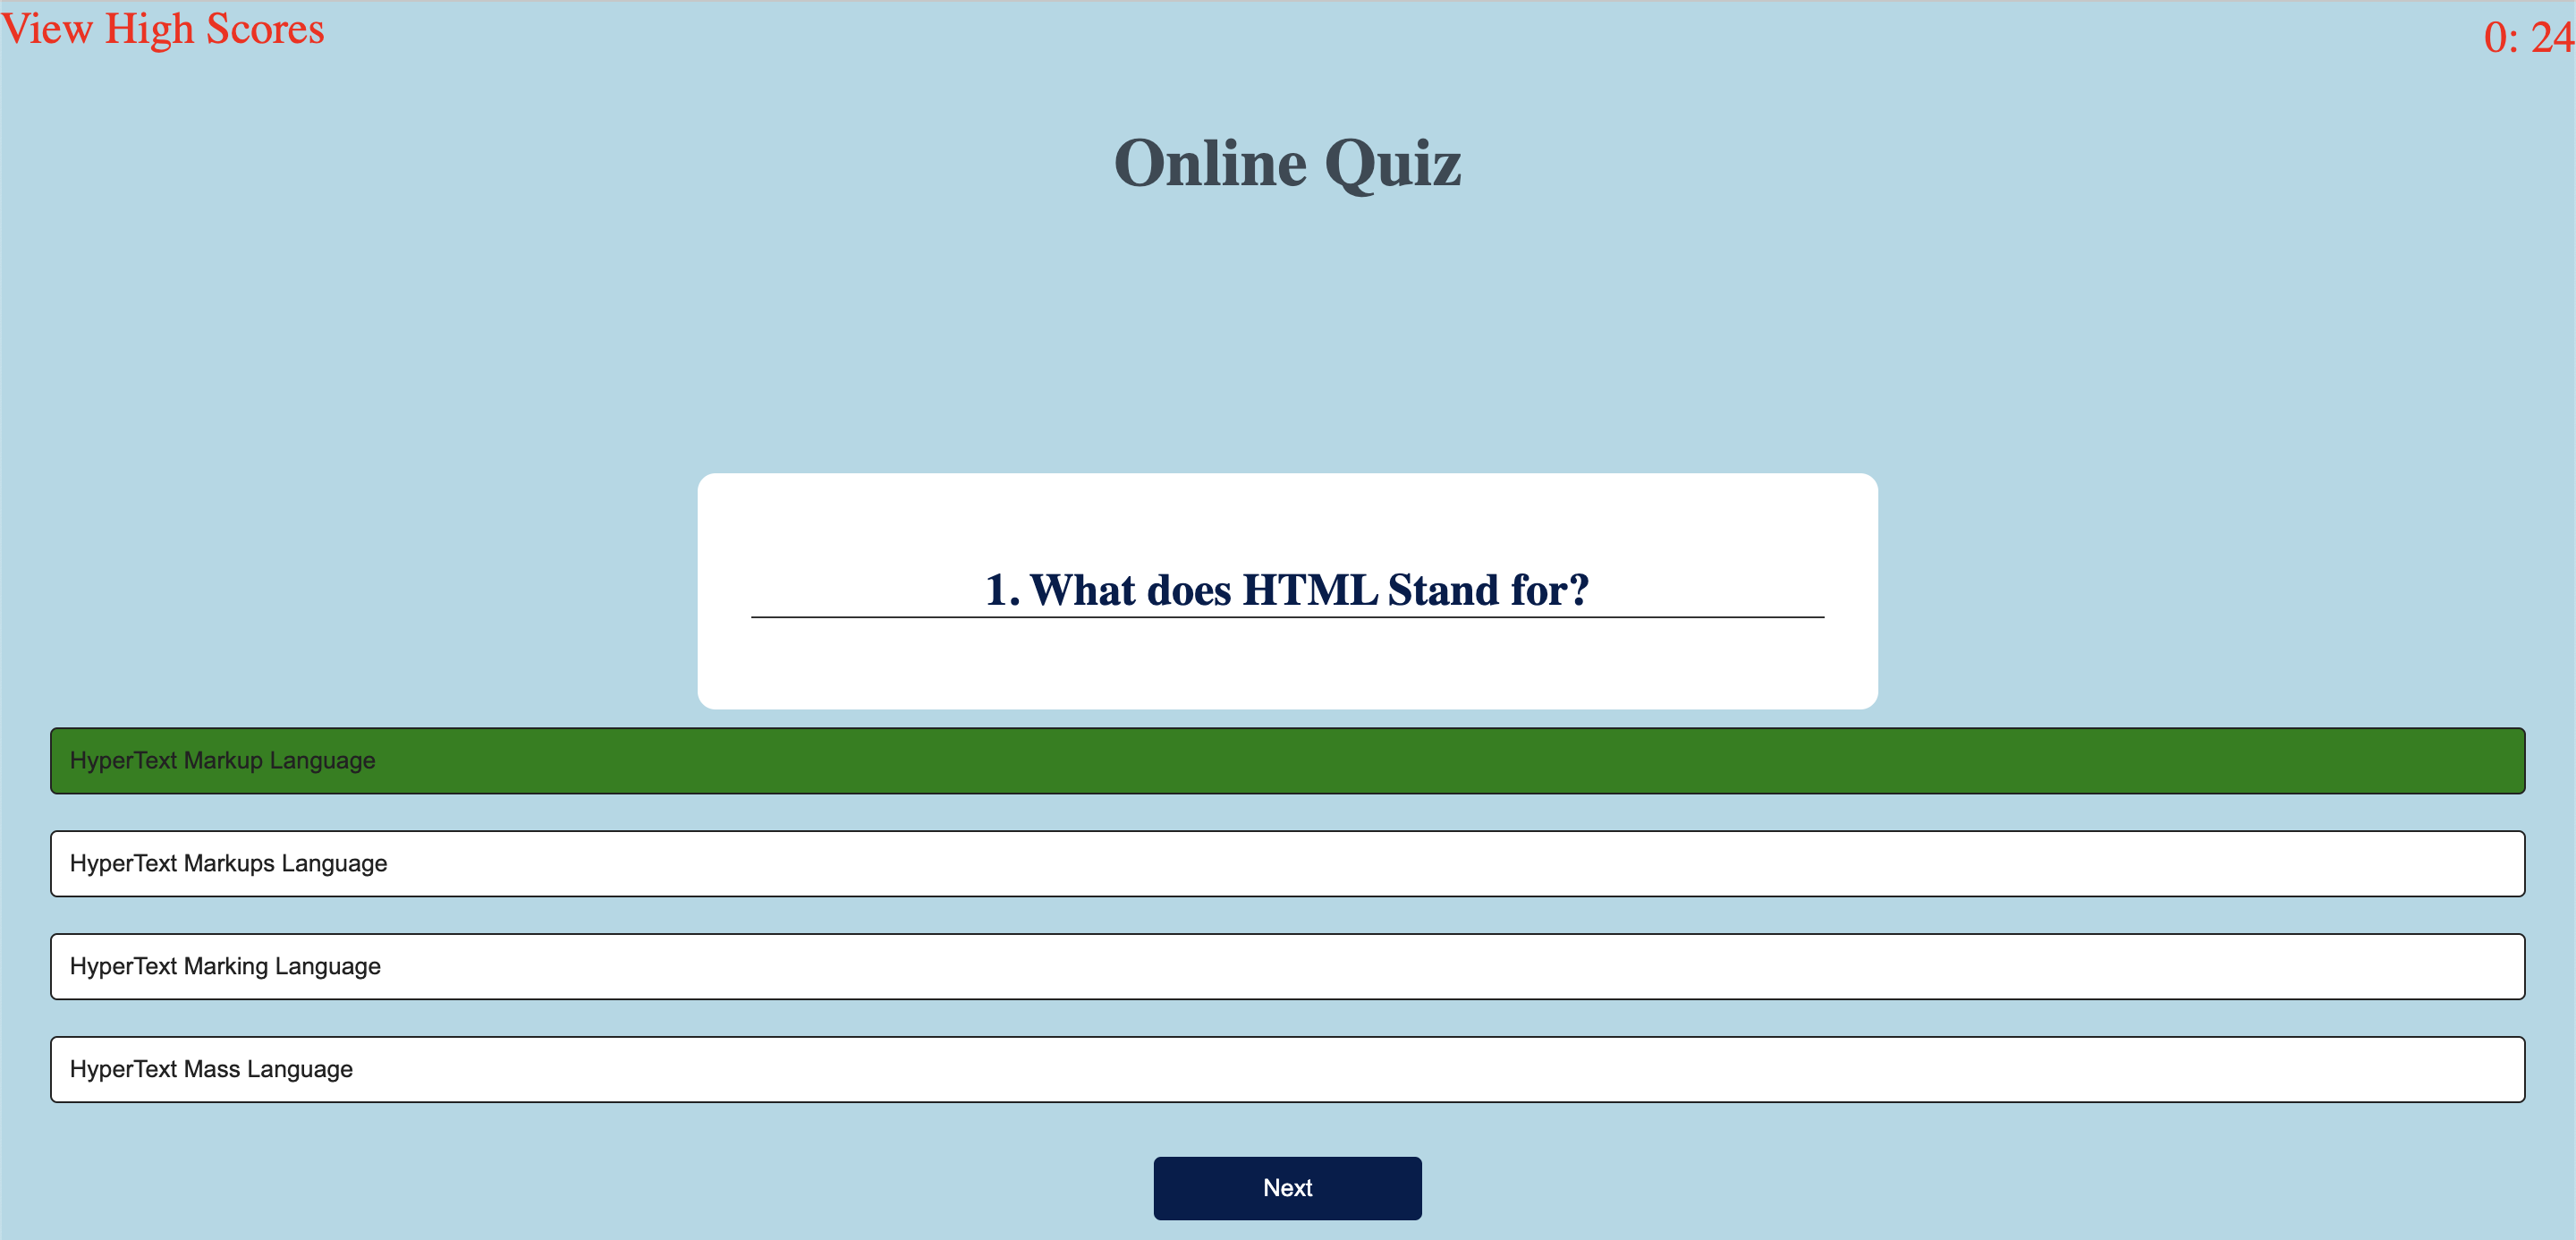 View High Scores
0: 24
Online Quiz
1. What does HTML Stand for?
HyperText Markup Language
HyperText Markups Language
HyperText Marking Language
HyperText Mass Language
Next